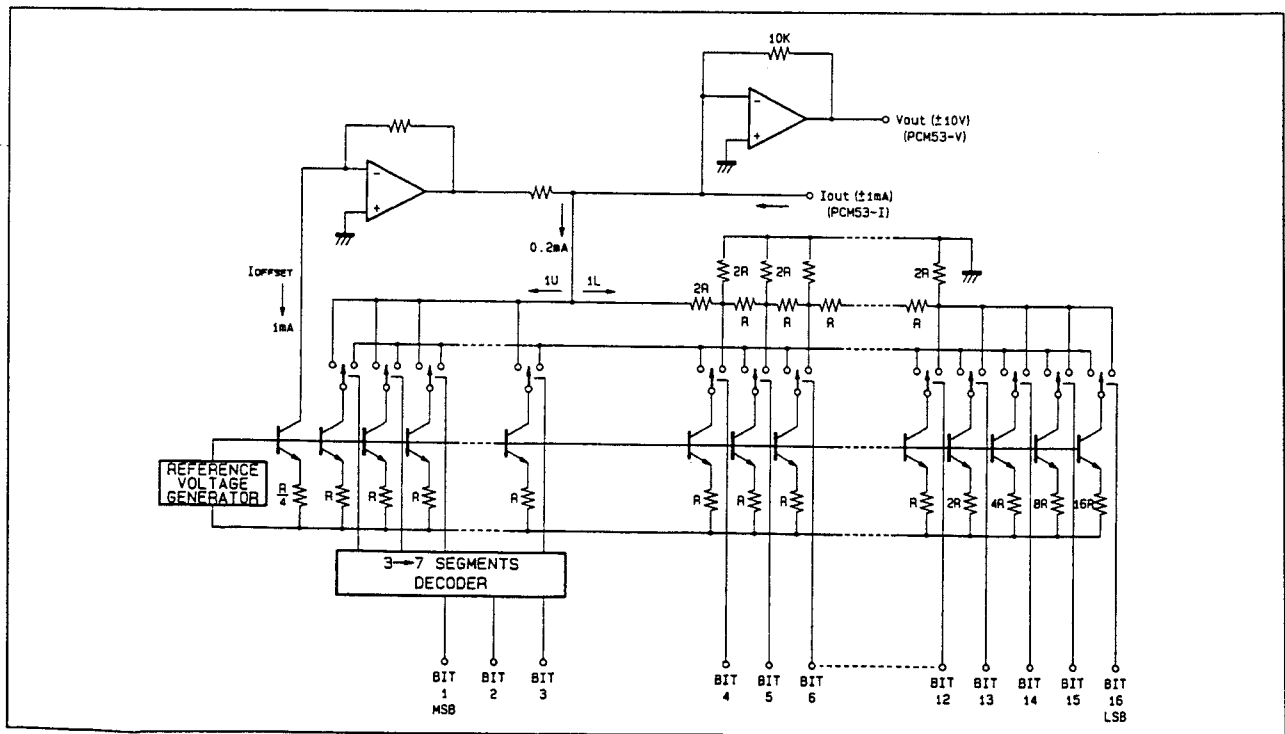 10K
Vout (±10V)
(PCM53-V)
Iout (±1mA)
(PCM53-I)
0.2mA
IOFFSET
1mA
1U 1L
2R 2R 2R
2R
R R R R
REFERENCE
VOLTAGE
GENERATOR
R/4 R R R R R R R R 2R 4R 8R 16R
3→7 SEGMENTS
DECODER
BIT 1 MSB
BIT 2
BIT 3
BIT 4
BIT 5
BIT 6
BIT 12
BIT 13
BIT 14
BIT 15
BIT 16 LSB
- + - +